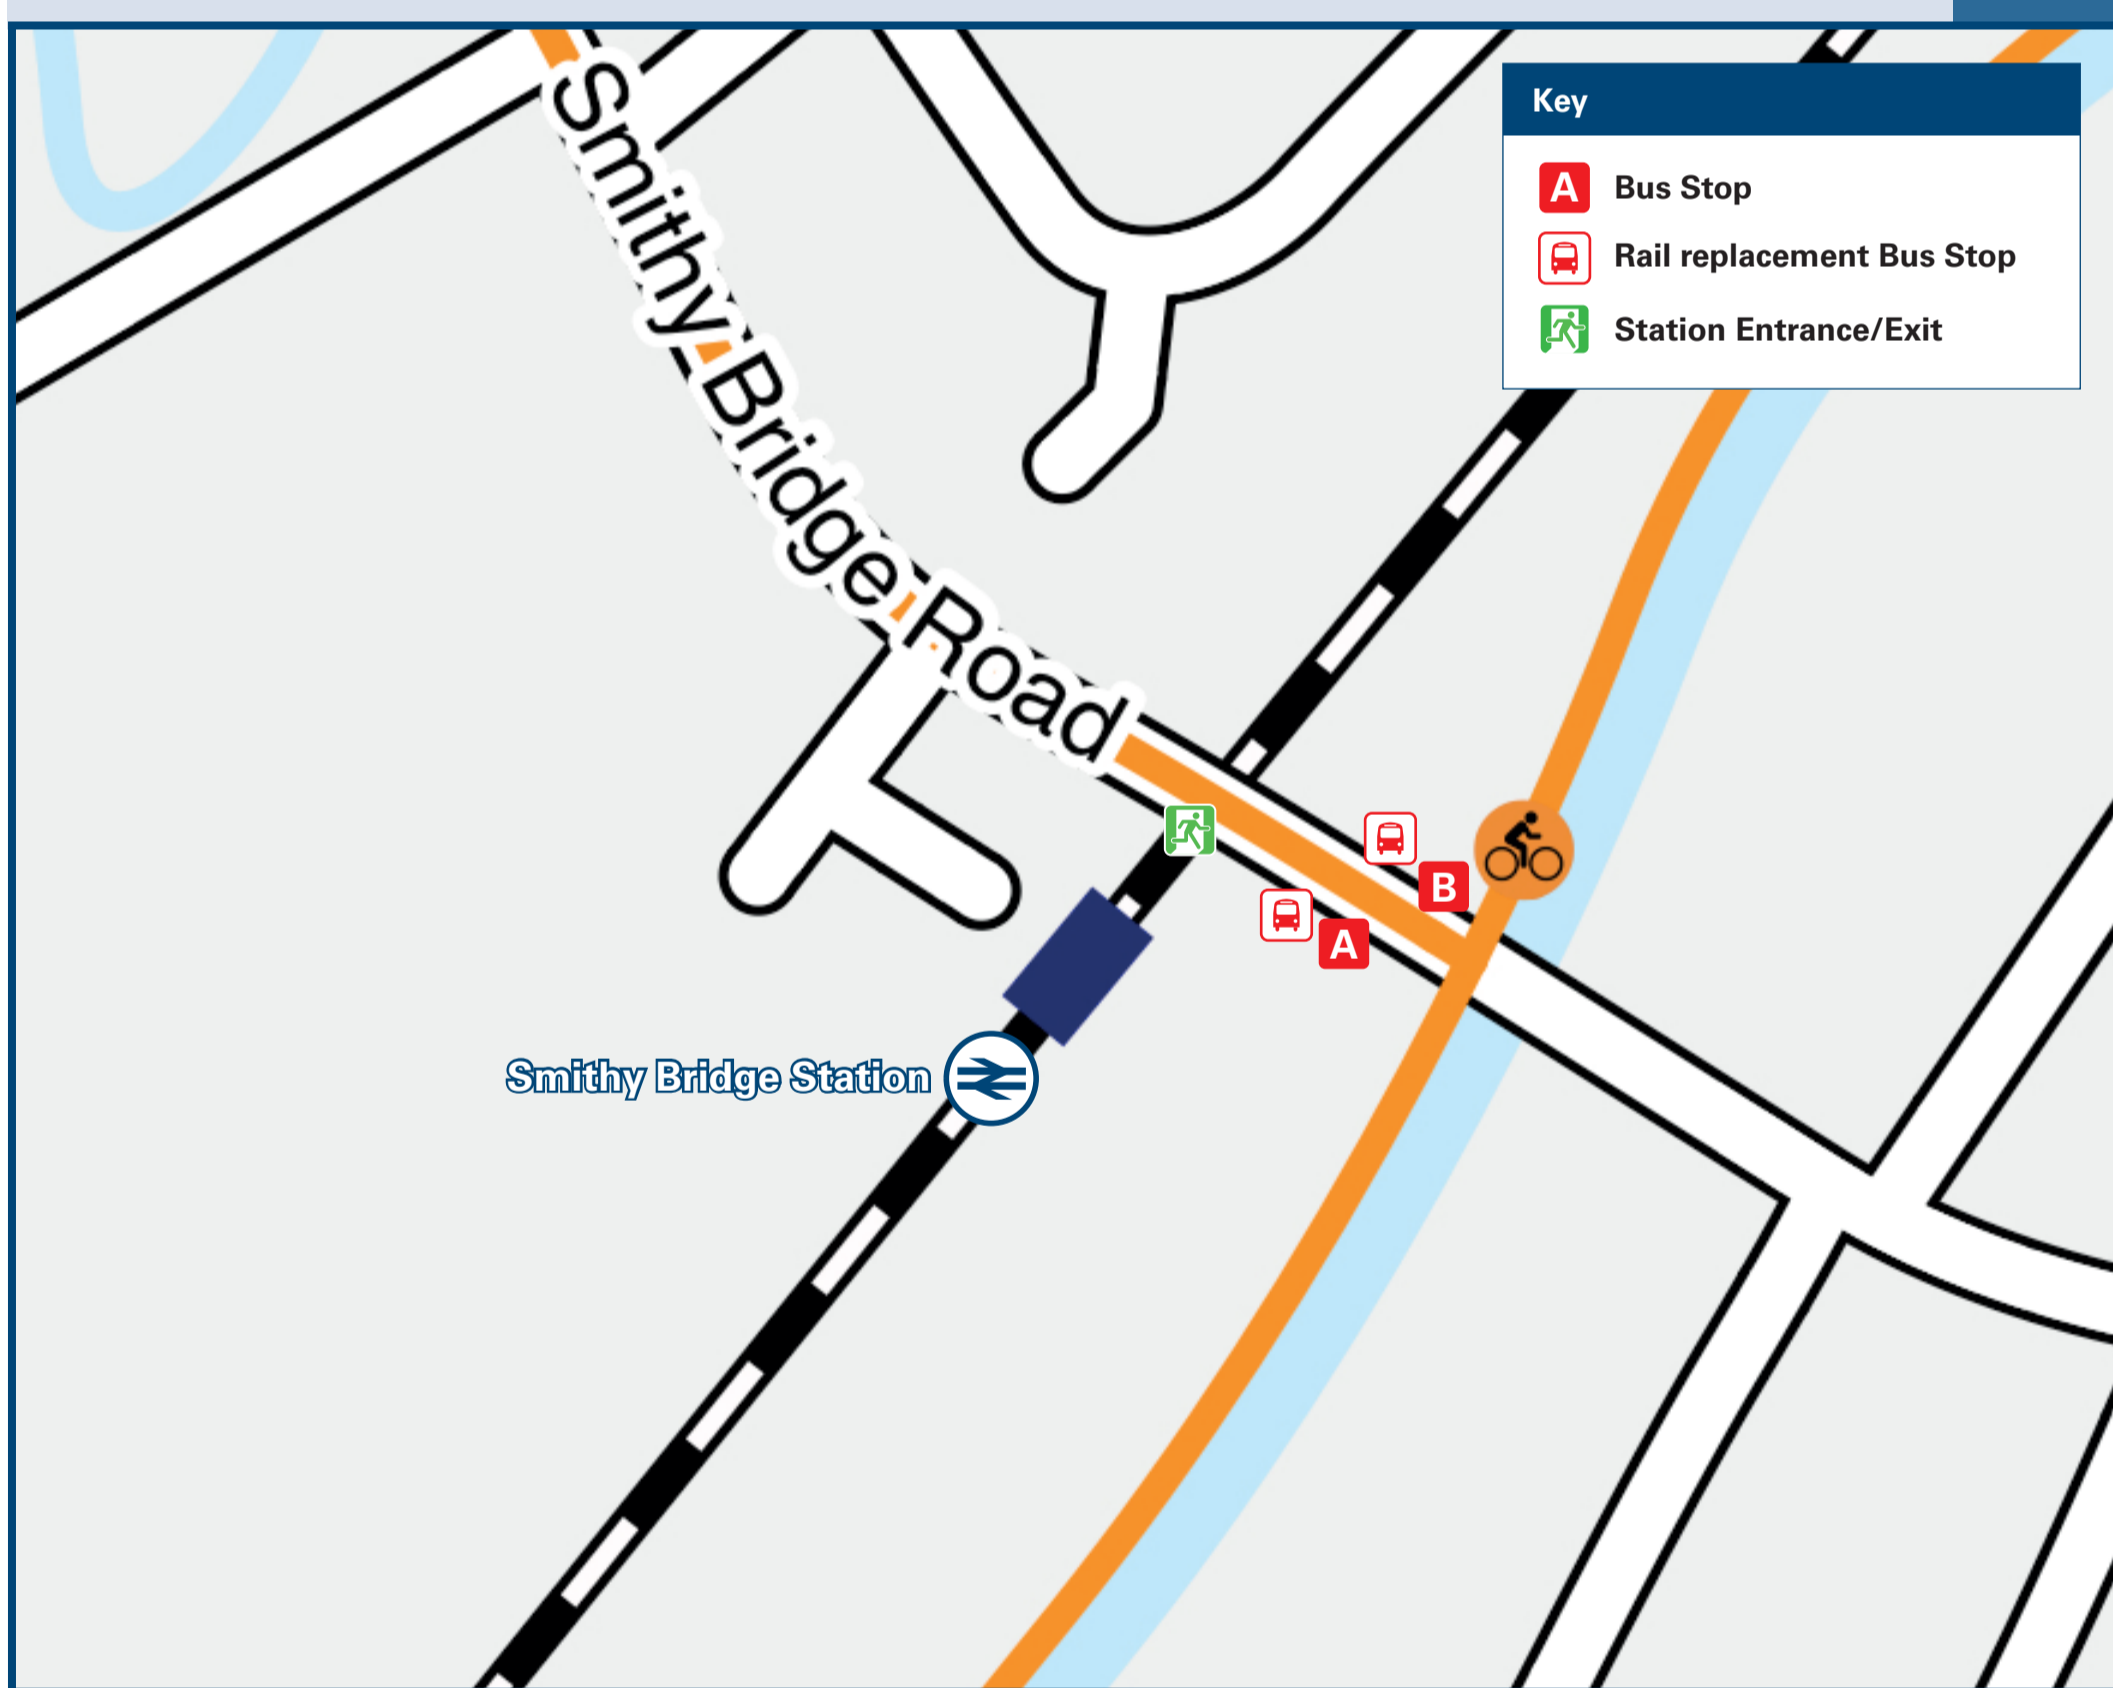 Key
A
Bus Stop
Rail replacement Bus Stop
Station Entrance/Exit
Smithy Bridge Road
B
A
Smithy Bridge Station